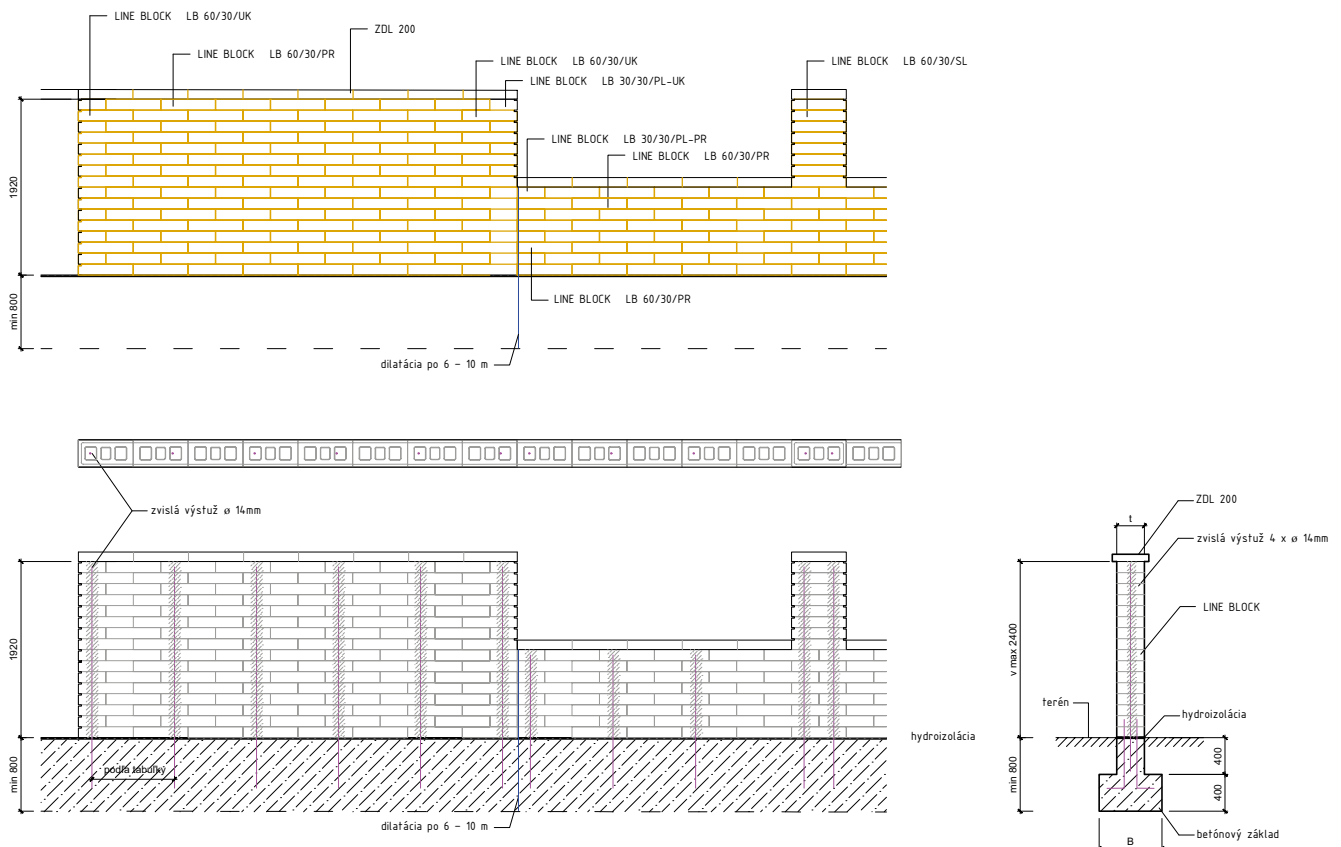 LINE BLOCK LB 60/30/UK
ZDL 200
LINE BLOCK LB 60/30/PR
LINE BLOCK LB 60/30/UK
LINE BLOCK LB 60/30/SL
LINE BLOCK LB 30/30/PL-UK
LINE BLOCK LB 30/30/PL-PR
LINE BLOCK LB 60/30/PR
1920
LINE BLOCK LB 60/30/PR
min 800
dilatácia po 6 - 10 m
zvislá výstuž ø 14mm
ZDL 200
t
zvislá výstuž 4 x ø 14mm
LINE BLOCK
v max 2400
1920
terén
hydroizolácia
hydroizolácia
podľa tabuľky
min 800
min 800
400
400
dilatácia po 6 - 10 m
betónový základ
B